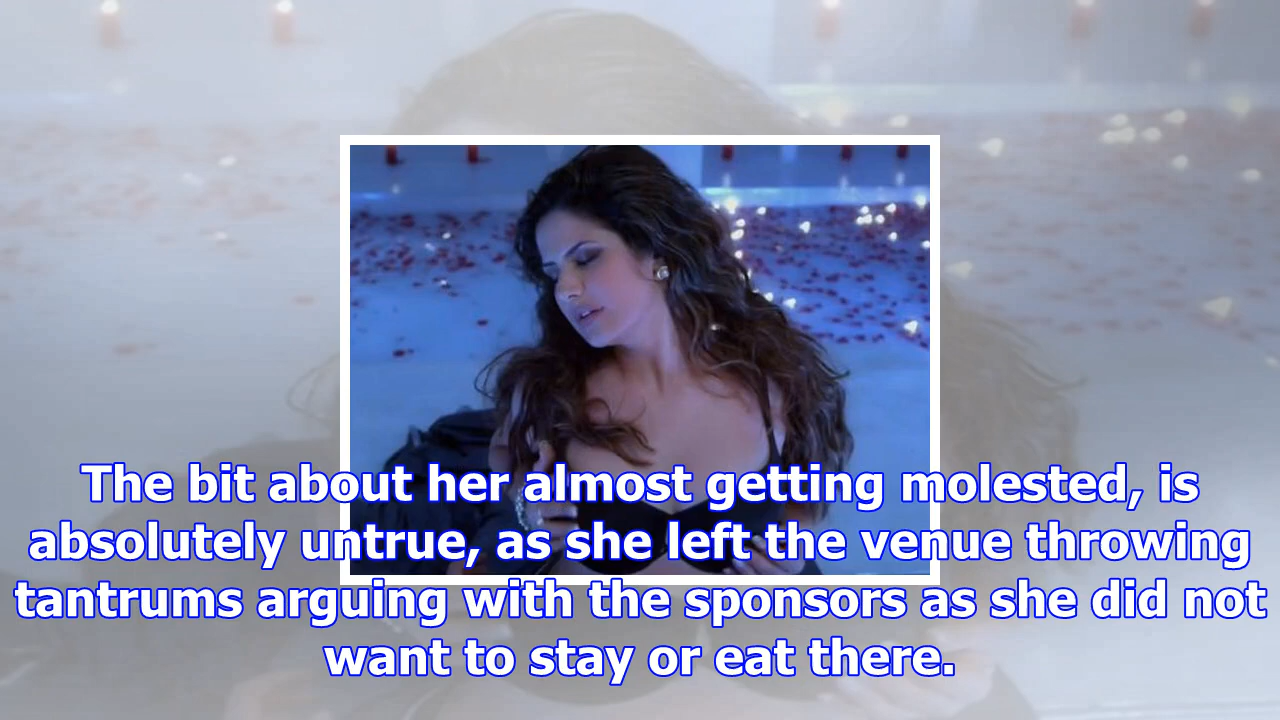 The bit about her almost getting molested, is
absolutely untrue, as she left the venue throwing
tantrums arguing with the sponsors as she did not
want to stay or eat there.